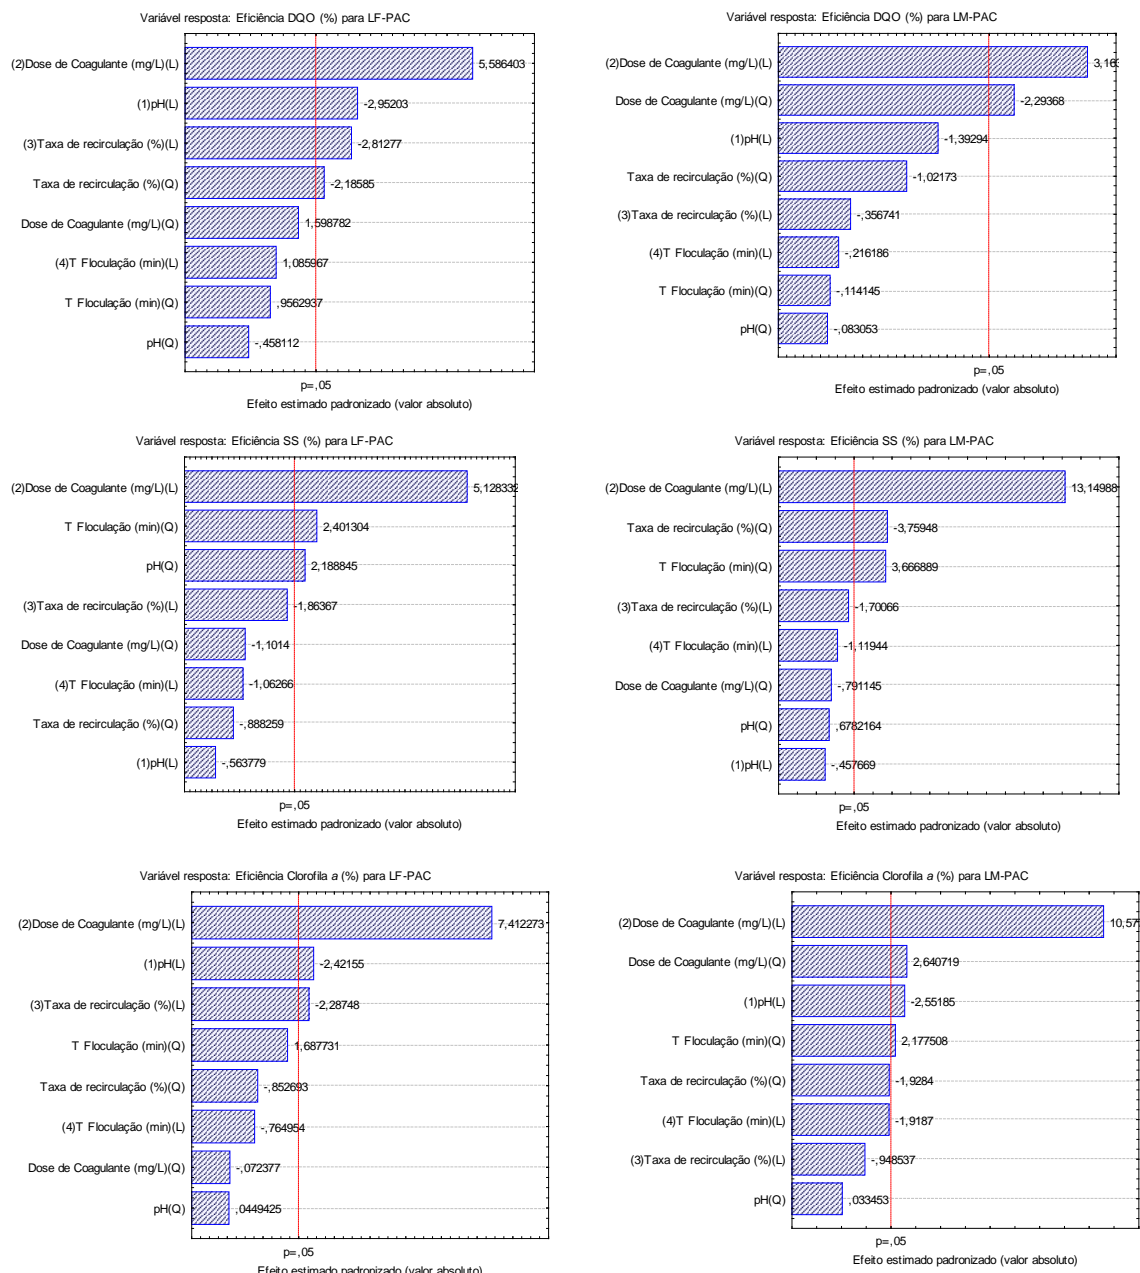 Variável resposta: Eficiência DQO (%) para LF-PAC
(2)Dose de Coagulante (mg/L)(L) 5,586403
(1)pH(L) -2,95203
(3)Taxa de recirculação (%)(L) -2,81277
Taxa de recirculação (%)(Q) -2,18585
Dose de Coagulante (mg/L)(Q) 1,598782
(4)T Floculação (min)(L) 1,085967
T Floculação (min)(Q) ,9562937
pH(Q) -,458112
p=,05
Efeito estimado padronizado (valor absoluto)
Variável resposta: Eficiência DQO (%) para LM-PAC
(2)Dose de Coagulante (mg/L)(L) 3,16
Dose de Coagulante (mg/L)(Q) -2,29368
(1)pH(L) -1,39294
Taxa de recirculação (%)(Q) -1,02173
(3)Taxa de recirculação (%)(L) -,356741
(4)T Floculação (min)(L) -,216186
T Floculação (min)(Q) -,114145
pH(Q) -,083053
p=,05
Efeito estimado padronizado (valor absoluto)
Variável resposta: Eficiência SS (%) para LF-PAC
(2)Dose de Coagulante (mg/L)(L) 5,128332
T Floculação (min)(Q) 2,401304
pH(Q) 2,188845
(3)Taxa de recirculação (%)(L) -1,86367
Dose de Coagulante (mg/L)(Q) -1,1014
(4)T Floculação (min)(L) -1,06266
Taxa de recirculação (%)(Q) -,888259
(1)pH(L) -,563779
p=,05
Efeito estimado padronizado (valor absoluto)
Variável resposta: Eficiência SS (%) para LM-PAC
(2)Dose de Coagulante (mg/L)(L) 13,14988
Taxa de recirculação (%)(Q) -3,75948
T Floculação (min)(Q) 3,666889
(3)Taxa de recirculação (%)(L) -1,70066
(4)T Floculação (min)(L) -1,11944
Dose de Coagulante (mg/L)(Q) -,791145
pH(Q) ,6782164
(1)pH(L) -,457669
p=,05
Efeito estimado padronizado (valor absoluto)
Variável resposta: Eficiência Clorofila a (%) para LF-PAC
(2)Dose de Coagulante (mg/L)(L) 7,412273
(1)pH(L) -2,42155
(3)Taxa de recirculação (%)(L) -2,28748
T Floculação (min)(Q) 1,687731
Taxa de recirculação (%)(Q) -,852693
(4)T Floculação (min)(L) -,764954
Dose de Coagulante (mg/L)(Q) -,072377
pH(Q) ,0449425
p=,05
Efeito estimado padronizado (valor absoluto)
Variável resposta: Eficiência Clorofila a (%) para LM-PAC
(2)Dose de Coagulante (mg/L)(L) 10,57
Dose de Coagulante (mg/L)(Q) 2,640719
(1)pH(L) -2,55185
T Floculação (min)(Q) 2,177508
Taxa de recirculação (%)(Q) -1,9284
(4)T Floculação (min)(L) -1,9187
(3)Taxa de recirculação (%)(L) -,948537
pH(Q) ,033453
p=,05
Efeito estimado padronizado (valor absoluto)